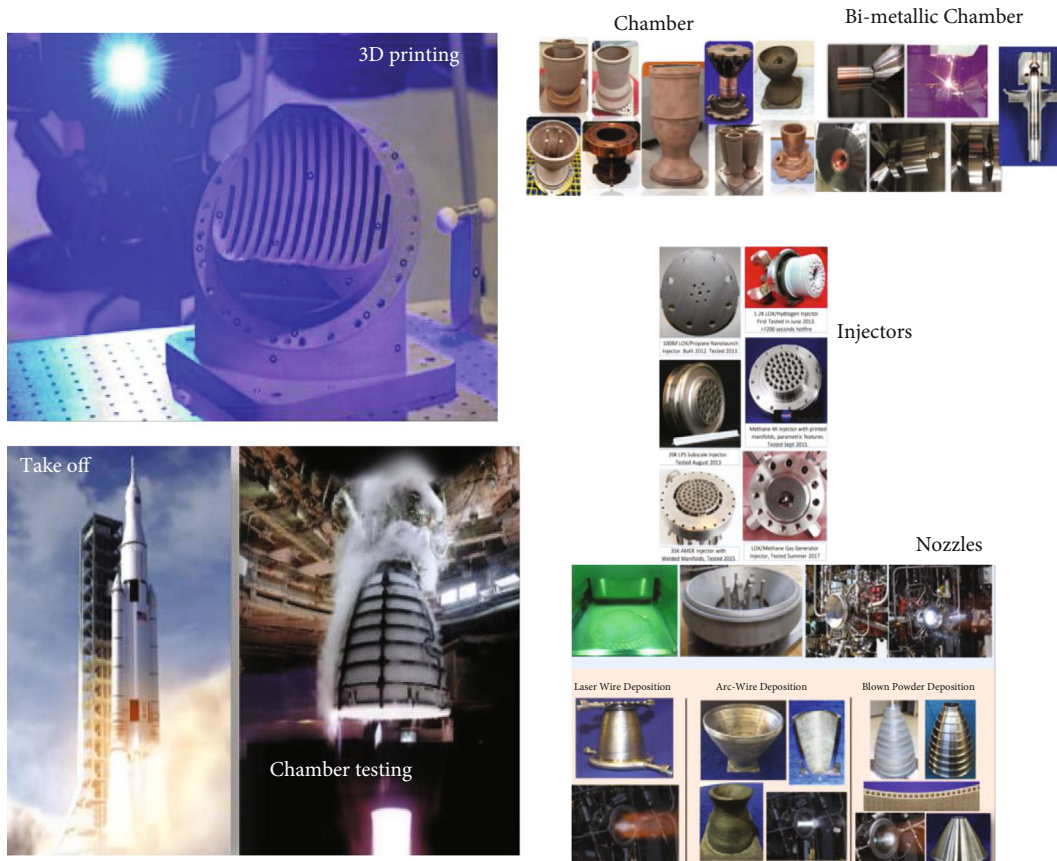 3D printing
Chamber
Bi-metallic Chamber
1.2K LOX/Hydrogen Injector
First Tested in June 2013.
>7200 seconds hotfire
Injectors
100lbf LOX/Propane Nanolaunch
Injector Built 2012 Tested 2013
Methane 4K Injector with printed
manifolds, parametric features.
Tested Sept 2015.
20K LPS Subscale Injector
Tested August 2013
35K AMDE Injector with
Welded Manifolds, Tested 2015
LOX/Methane Gas Generator
Injector, Tested Summer 2017
Take off
Chamber testing
Nozzles
Laser Wire Deposition
Arc-Wire Deposition
Blown Powder Deposition